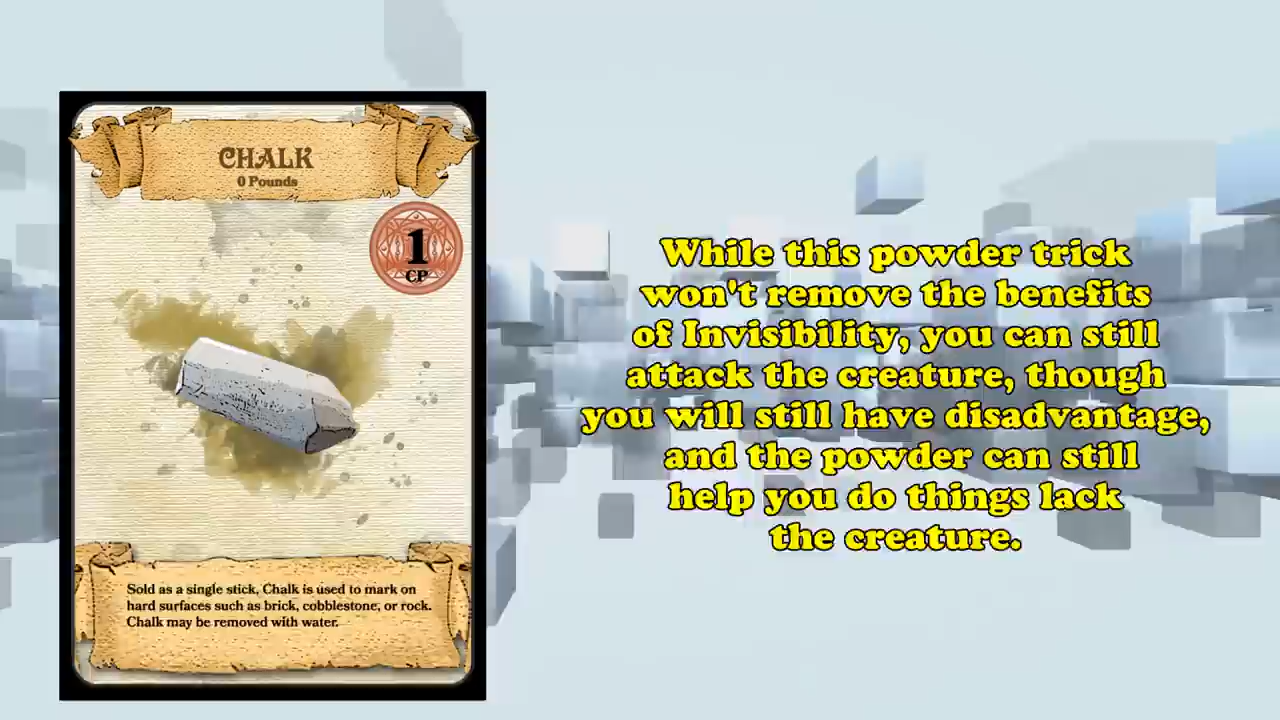 CHALK
0 Pounds
1
CP
Sold as a single stick, Chalk is used to mark on
hard surfaces such as brick, cobblestone, or rock.
Chalk may be removed with water.
While this powder trick
won't remove the benefits
of Invisibility, you can still
attack the creature, though
you will still have disadvantage,
and the powder can still
help you do things lack
the creature.